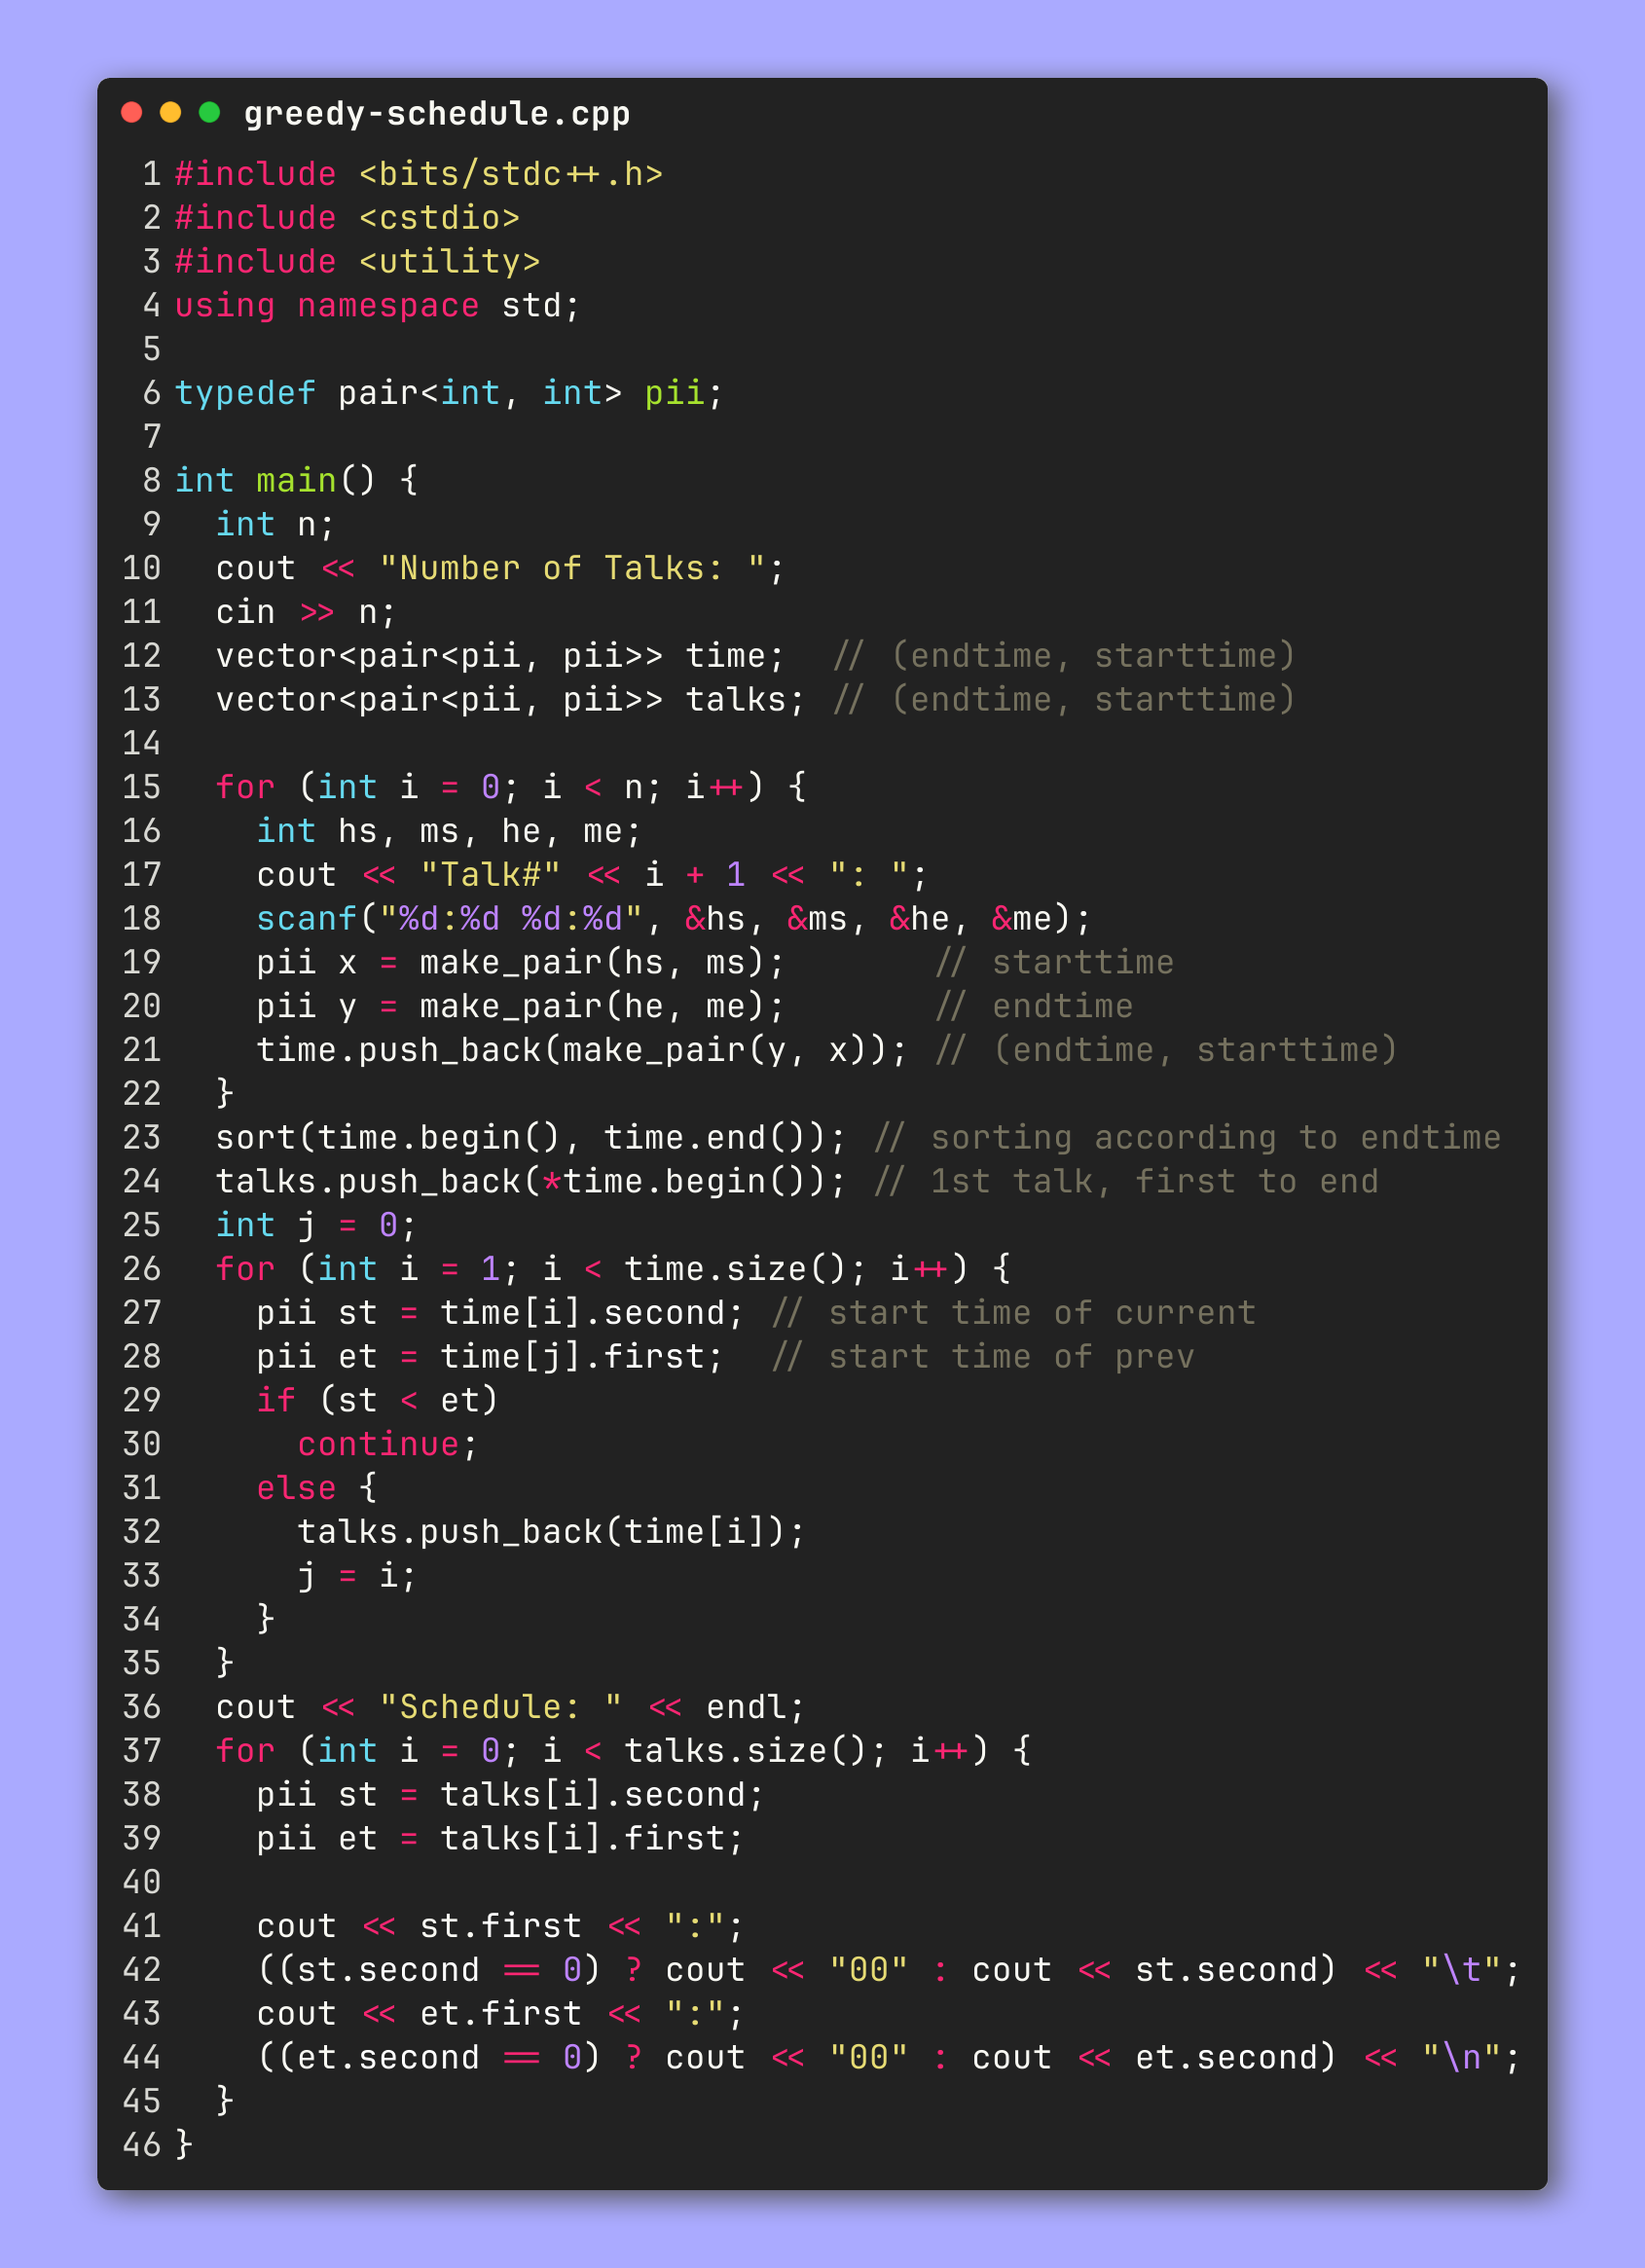 greedy-schedule.cpp
1 #include <bits/stdc++.h>
2 #include <cstdio>
3 #include <utility>
4 using namespace std;
5
6 typedef pair<int, int> pii;
7
8 int main() {
9   int n;
10   cout << "Number of Talks: ";
11   cin >> n;
12   vector<pair<pii, pii>> time;  // (endtime, starttime)
13   vector<pair<pii, pii>> talks; // (endtime, starttime)
14
15   for (int i = 0; i < n; i++) {
16     int hs, ms, he, me;
17     cout << "Talk#" << i + 1 << ": ";
18     scanf("%d:%d %d:%d", &hs, &ms, &he, &me);
19     pii x = make_pair(hs, ms);       // starttime
20     pii y = make_pair(he, me);       // endtime
21     time.push_back(make_pair(y, x)); // (endtime, starttime)
22   }
23   sort(time.begin(), time.end()); // sorting according to endtime
24   talks.push_back(*time.begin()); // 1st talk, first to end
25   int j = 0;
26   for (int i = 1; i < time.size(); i++) {
27     pii st = time[i].second; // start time of current
28     pii et = time[j].first;  // start time of prev
29     if (st < et)
30       continue;
31     else {
32       talks.push_back(time[i]);
33       j = i;
34     }
35   }
36   cout << "Schedule: " << endl;
37   for (int i = 0; i < talks.size(); i++) {
38     pii st = talks[i].second;
39     pii et = talks[i].first;
40
41     cout << st.first << ":";
42     ((st.second == 0) ? cout << "00" : cout << st.second) << "\t";
43     cout << et.first << ":";
44     ((et.second == 0) ? cout << "00" : cout << et.second) << "\n";
45   }
46 }